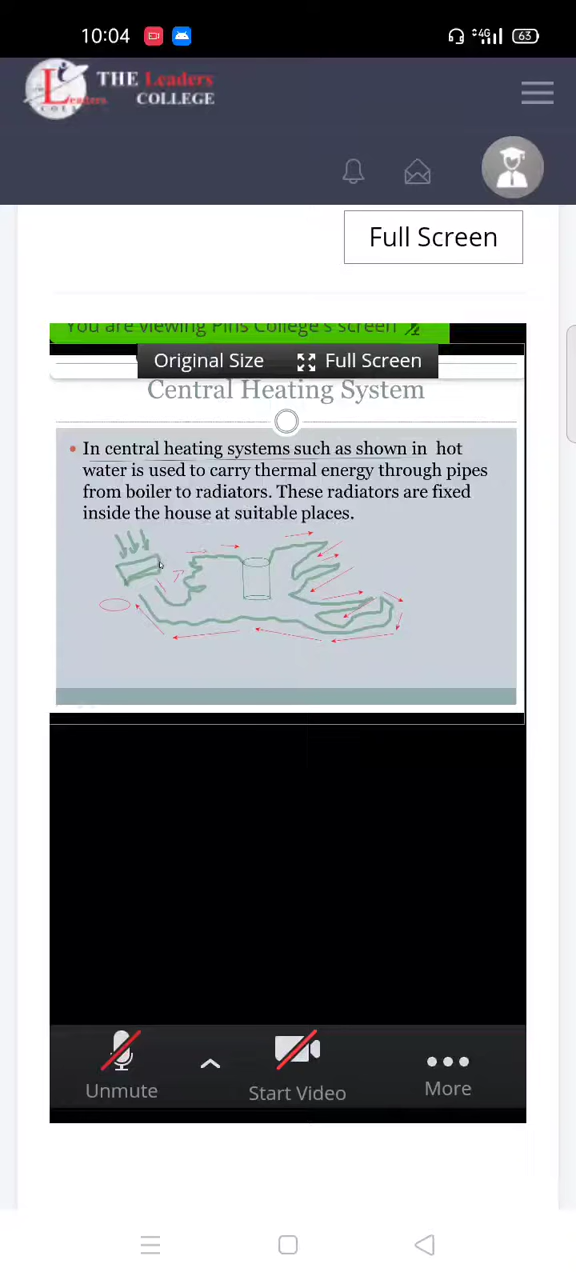 10:04
4G
63
THE Leaders
COLLEGE
Full Screen
You are viewing Pins College's screen
Original Size Full Screen
Central Heating System
• In central heating systems such as shown in hot
water is used to carry thermal energy through pipes
from boiler to radiators. These radiators are fixed
inside the house at suitable places.
Unmute
Start Video
More